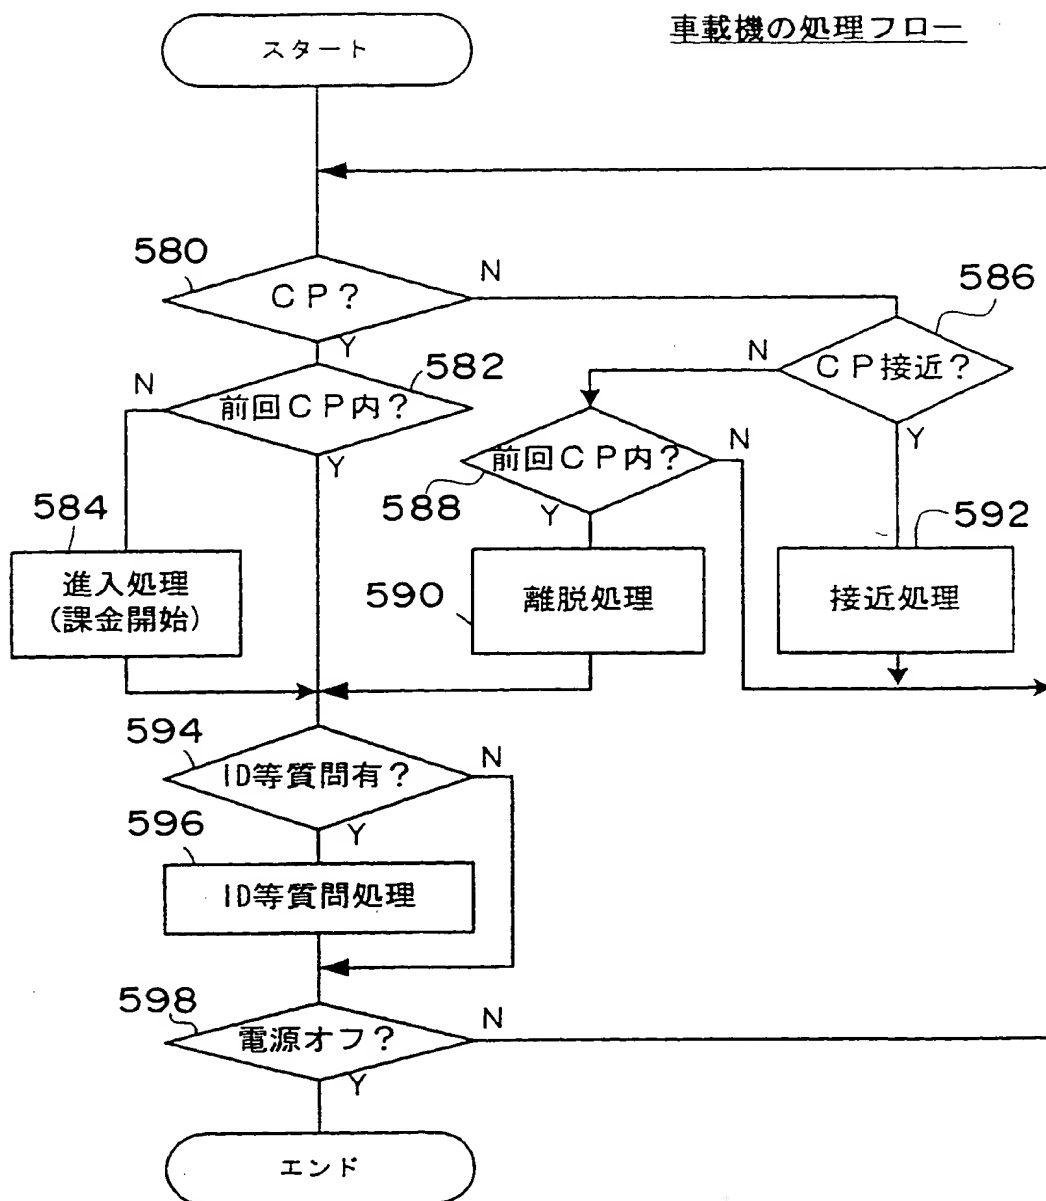 車載機の処理フロー
スタート
580
CP?
N
Y
586
CP接近?
N
Y
582
前回CP内?
N
Y
588
前回CP内?
N
Y
584
進入処理
(課金開始)
590
離脱処理
592
接近処理
594
ID等質問有?
N
Y
596
ID等質問処理
598
電源オフ?
N
Y
エンド